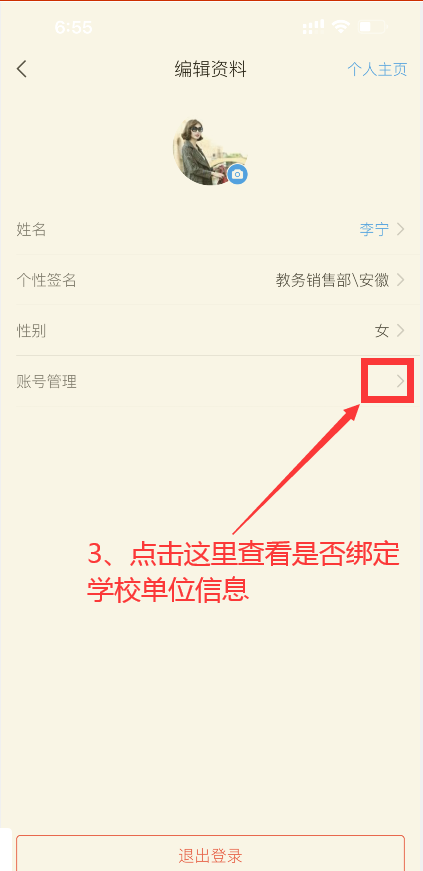 6:55
编辑资料
个人主页
姓名
李宁
个性签名
教务销售部\安徽
性别
女
账号管理
3、点击这里查看是否绑定
学校单位信息
退出登录